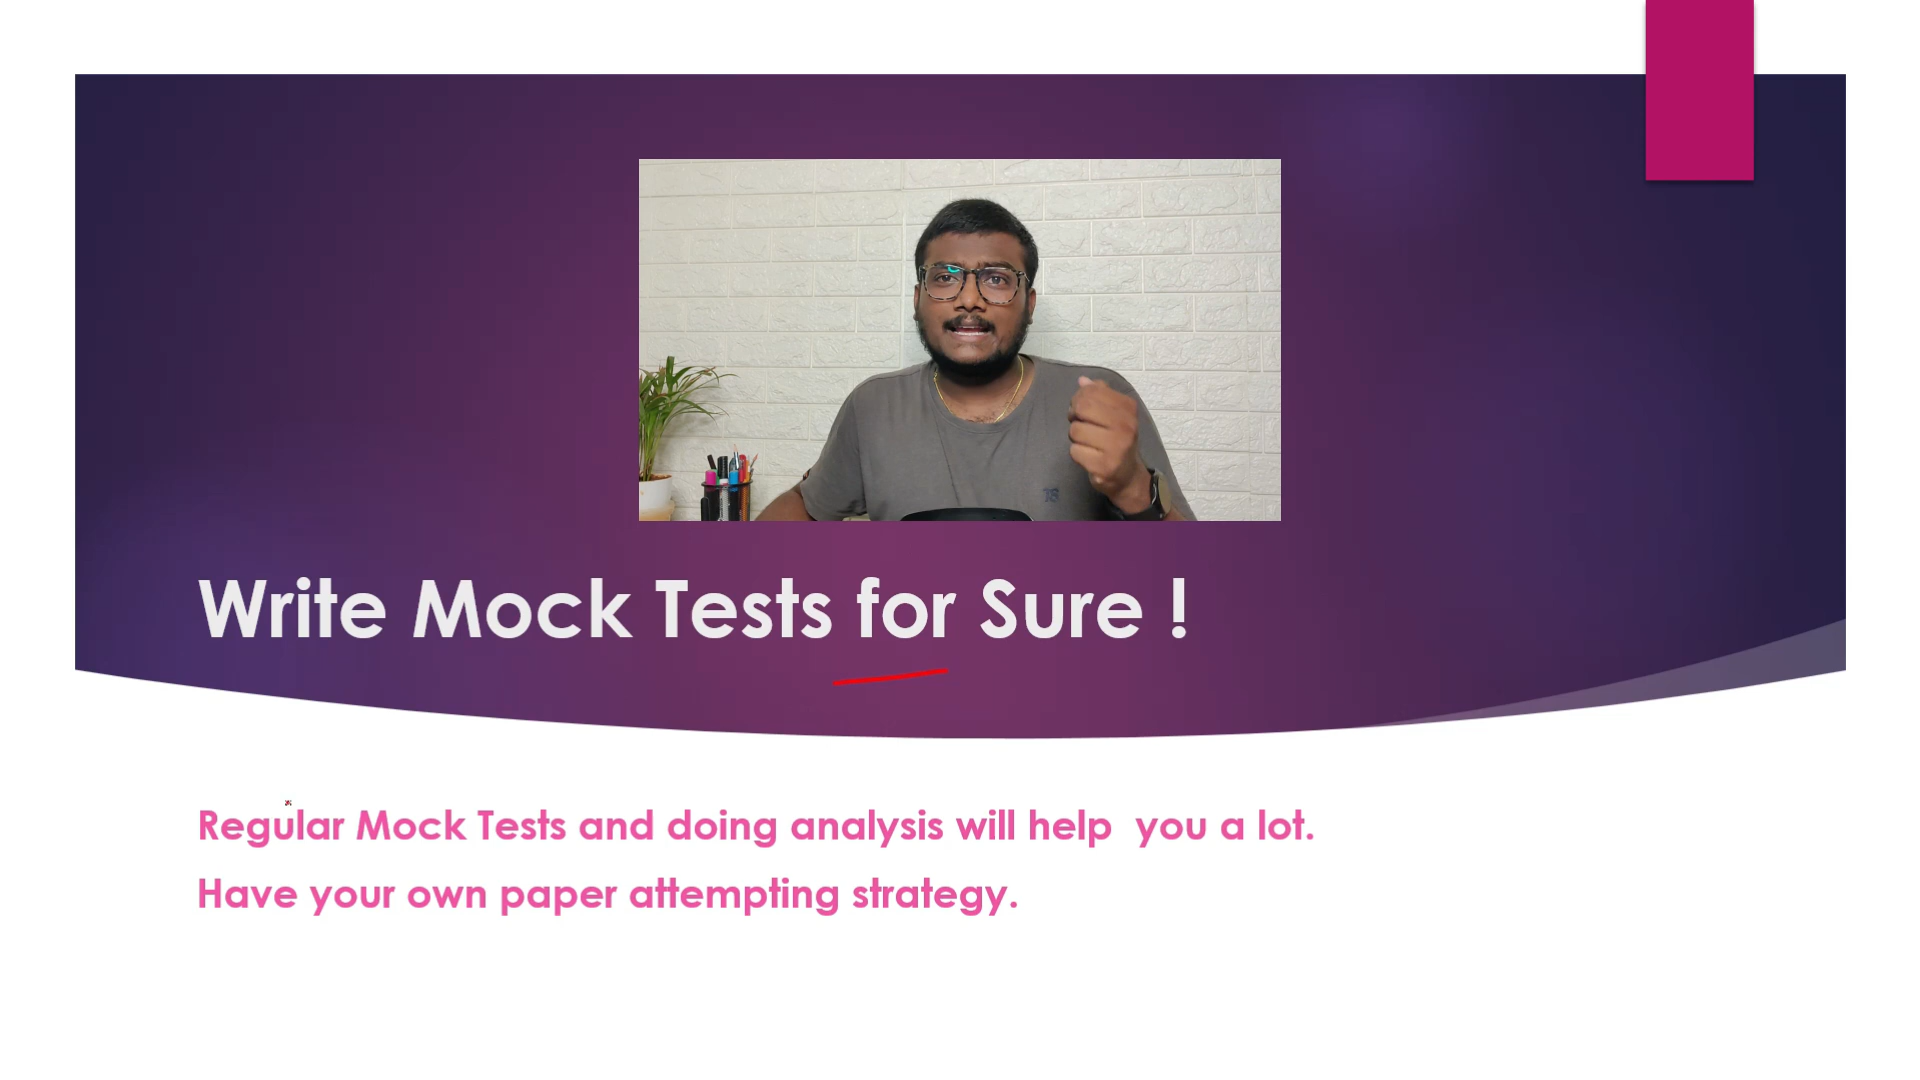 Write Mock Tests for Sure !
Regular Mock Tests and doing analysis will help  you a lot.
Have your own paper attempting strategy.